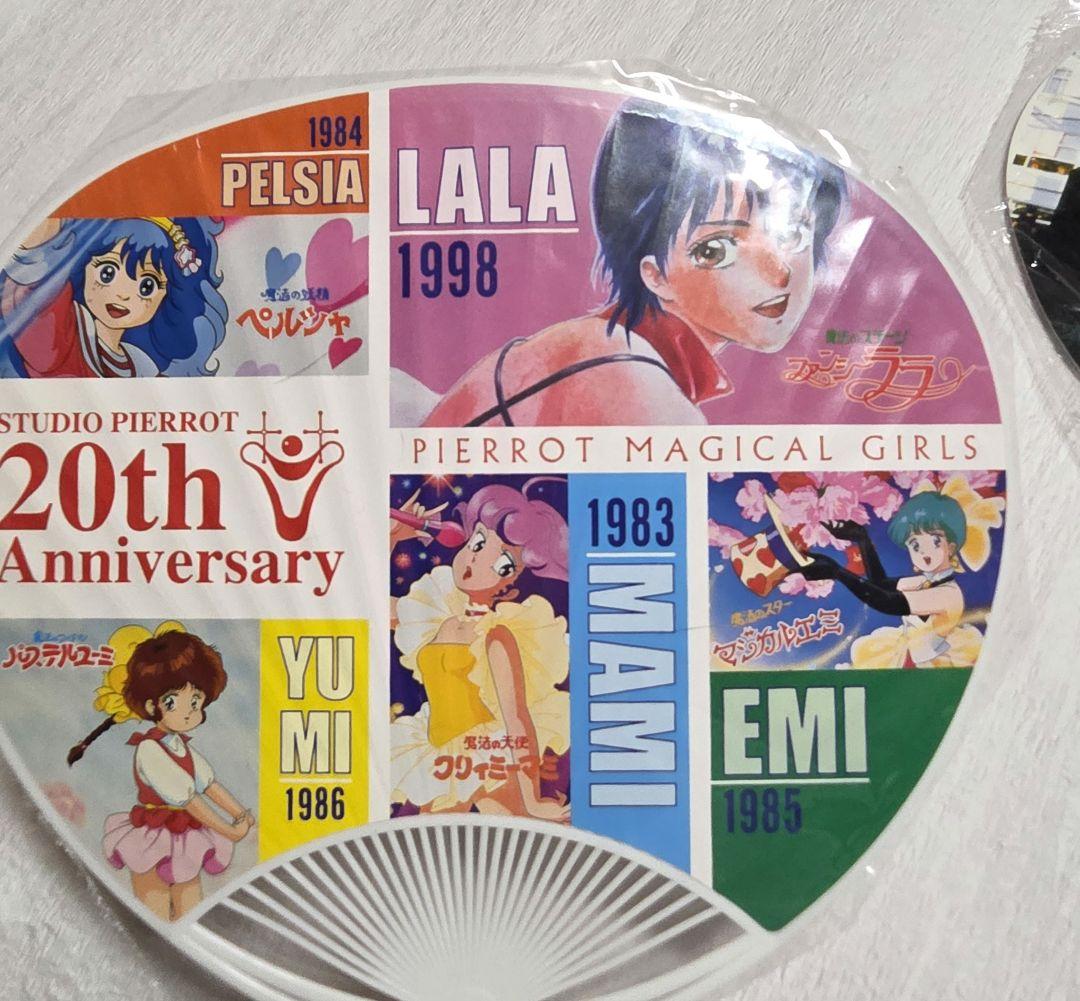 1984
PELSIA
魔法の妖精
ペルシャ
LALA
1998
魔法のステージ
ファンシーララ
STUDIO PIERROT
20th
Anniversary
PIERROT MAGICAL GIRLS
魔法のアイドル
パステルユーミ
YU
MI
1986
魔法の天使
クリィミーマミ
1983
MAMI
魔法のスター
マジカルエミ
EMI
1985